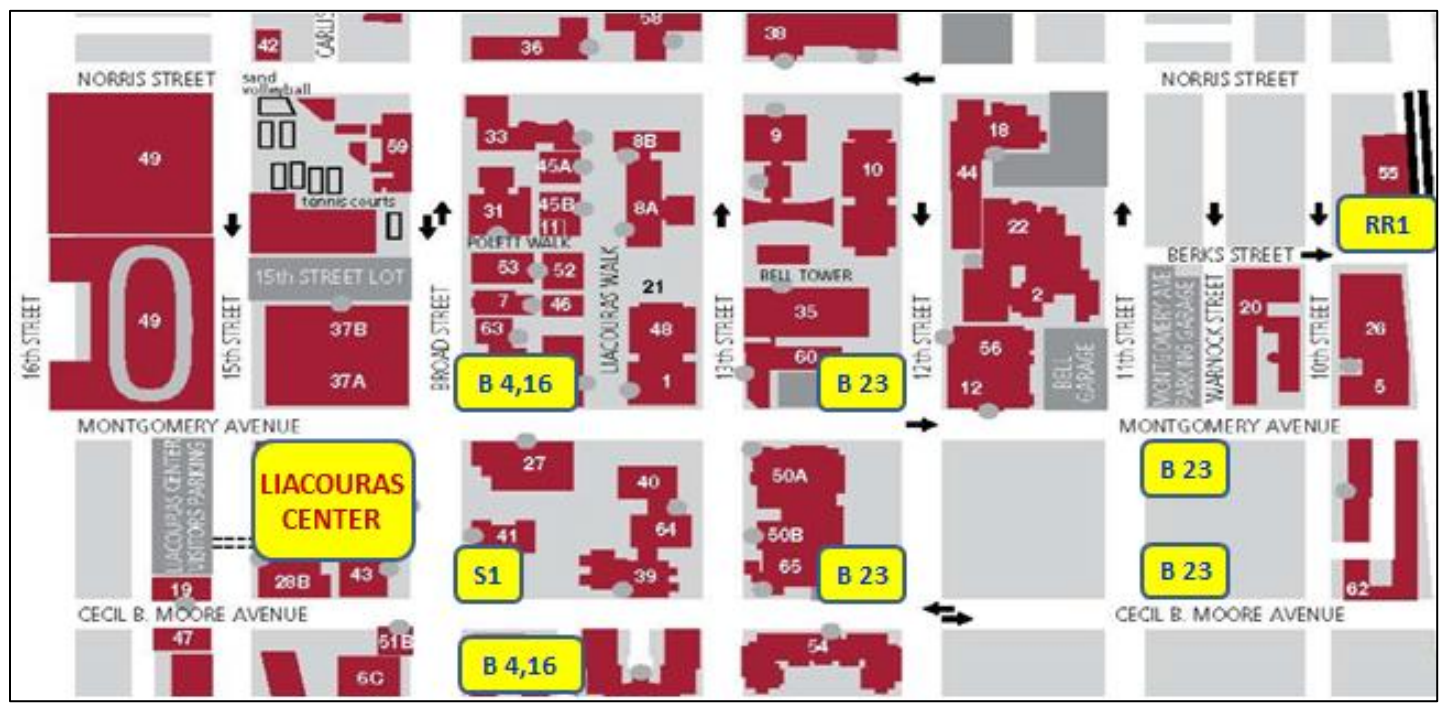 42
CARLIS
36
58
38
NORRIS STREET
NORRIS STREET
sand
volleyball
49
59
33
45A
8B
9
10
44
18
55
31
45B
11
8A
22
RR1
tennis courts
POLETT WALK
BERKS STREET
15th STREET LOT
53
52
21
BELL TOWER
2
20
16th STREET
49
15th STREET
37B
37A
BROAD STREET
7
46
63
LIACOURAS WALK
48
1
13th STREET
35
60
12th STREET
56
12
BELL
GARAGE
11th STREET
MONTGOMERY AVE
PARKING GARAGE
WARNOCK STREET
10th STREET
26
5
B 4,16
B 23
MONTGOMERY AVENUE
MONTGOMERY AVENUE
LIACOURAS CENTER
VISITORS PARKING
LIACOURAS
CENTER
27
40
50A
B 23
41
64
50B
S1
39
65
B 23
B 23
19
28B
43
62
CECIL B. MOORE AVENUE
CECIL B. MOORE AVENUE
47
51B
6C
B 4,16
54